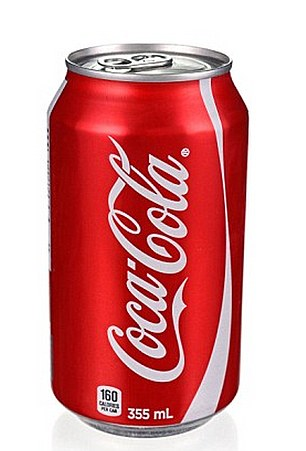 Coca-Cola®
160
CALORIES
PER CAN
355 mL